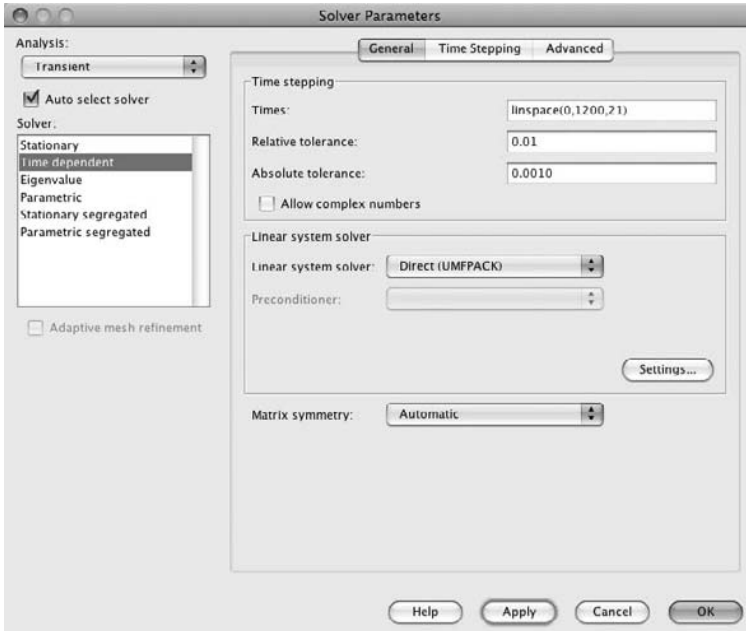 Solver Parameters
Analysis:
Transient
Auto select solver
Solver:
Stationary
Time dependent
Eigenvalue
Parametric
Stationary segregated
Parametric segregated
Adaptive mesh refinement
General Time Stepping Advanced
Time stepping
Times: linspace(0,1200,21)
Relative tolerance: 0.01
Absolute tolerance: 0.0010
Allow complex numbers
Linear system solver
Linear system solver: Direct (UMFPACK)
Preconditioner:
Settings...
Matrix symmetry: Automatic
Help Apply Cancel OK